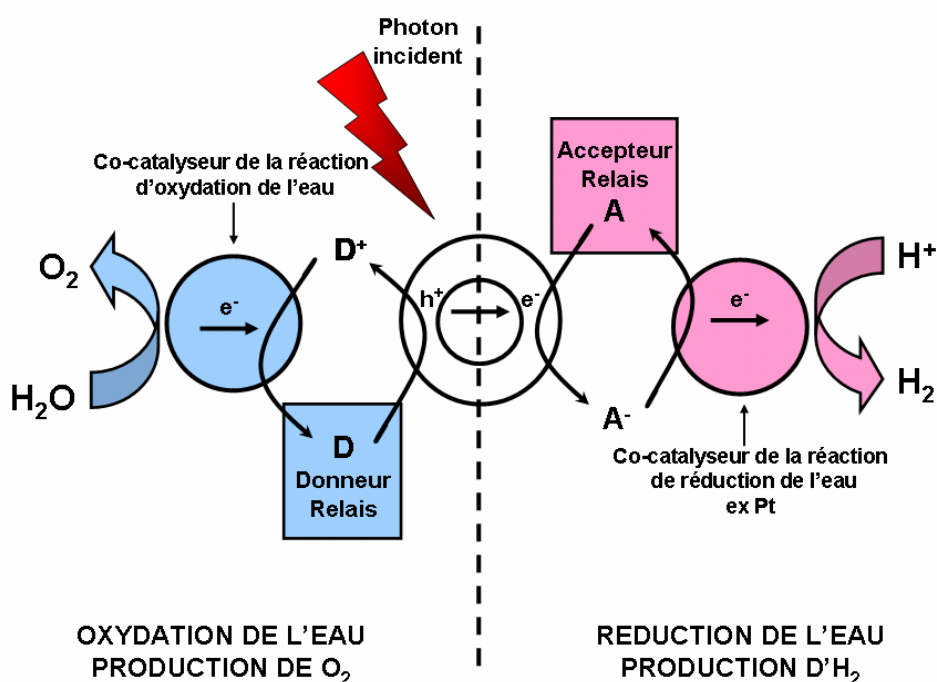 Photon
incident
Co-catalyseur de la réaction
d'oxydation de l'eau
Accepteur
Relais
A
O₂
H₂O
e⁻
D⁺
D
Donneur
Relais
h⁺
e⁻
A⁻
e⁻
H⁺
H₂
Co-catalyseur de la réaction
de réduction de l'eau
ex Pt
OXYDATION DE L'EAU
PRODUCTION DE O₂
REDUCTION DE L'EAU
PRODUCTION D'H₂